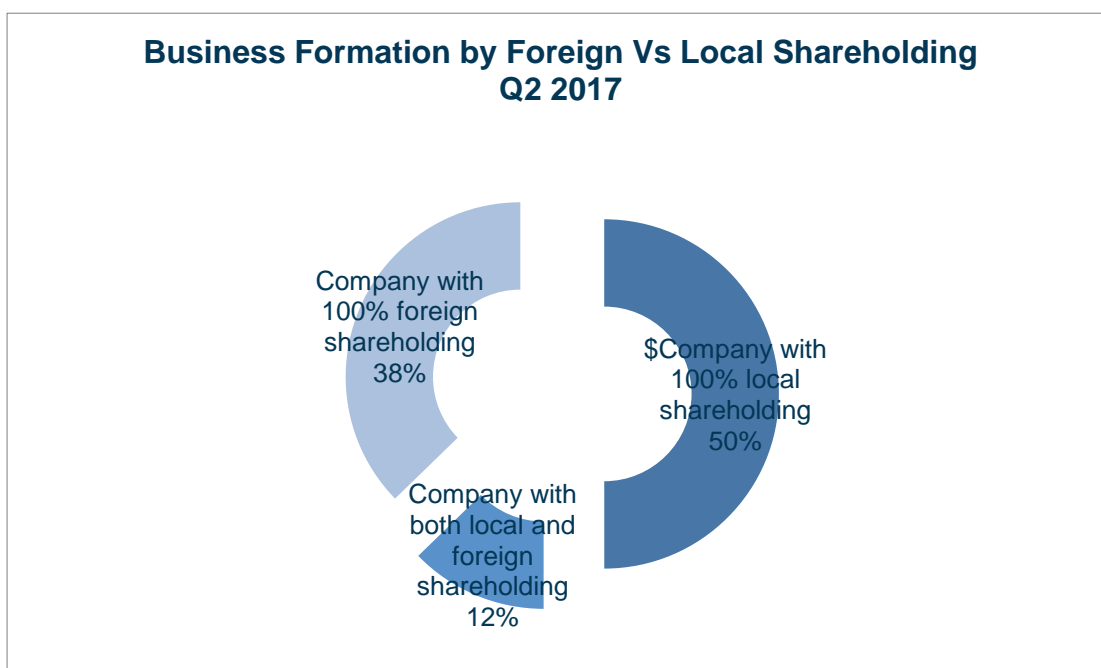 Business Formation by Foreign Vs Local Shareholding
Q2 2017
Company with
100% foreign
shareholding
38%
$Company with
100% local
shareholding
50%
Company with
both local and
foreign
shareholding
12%